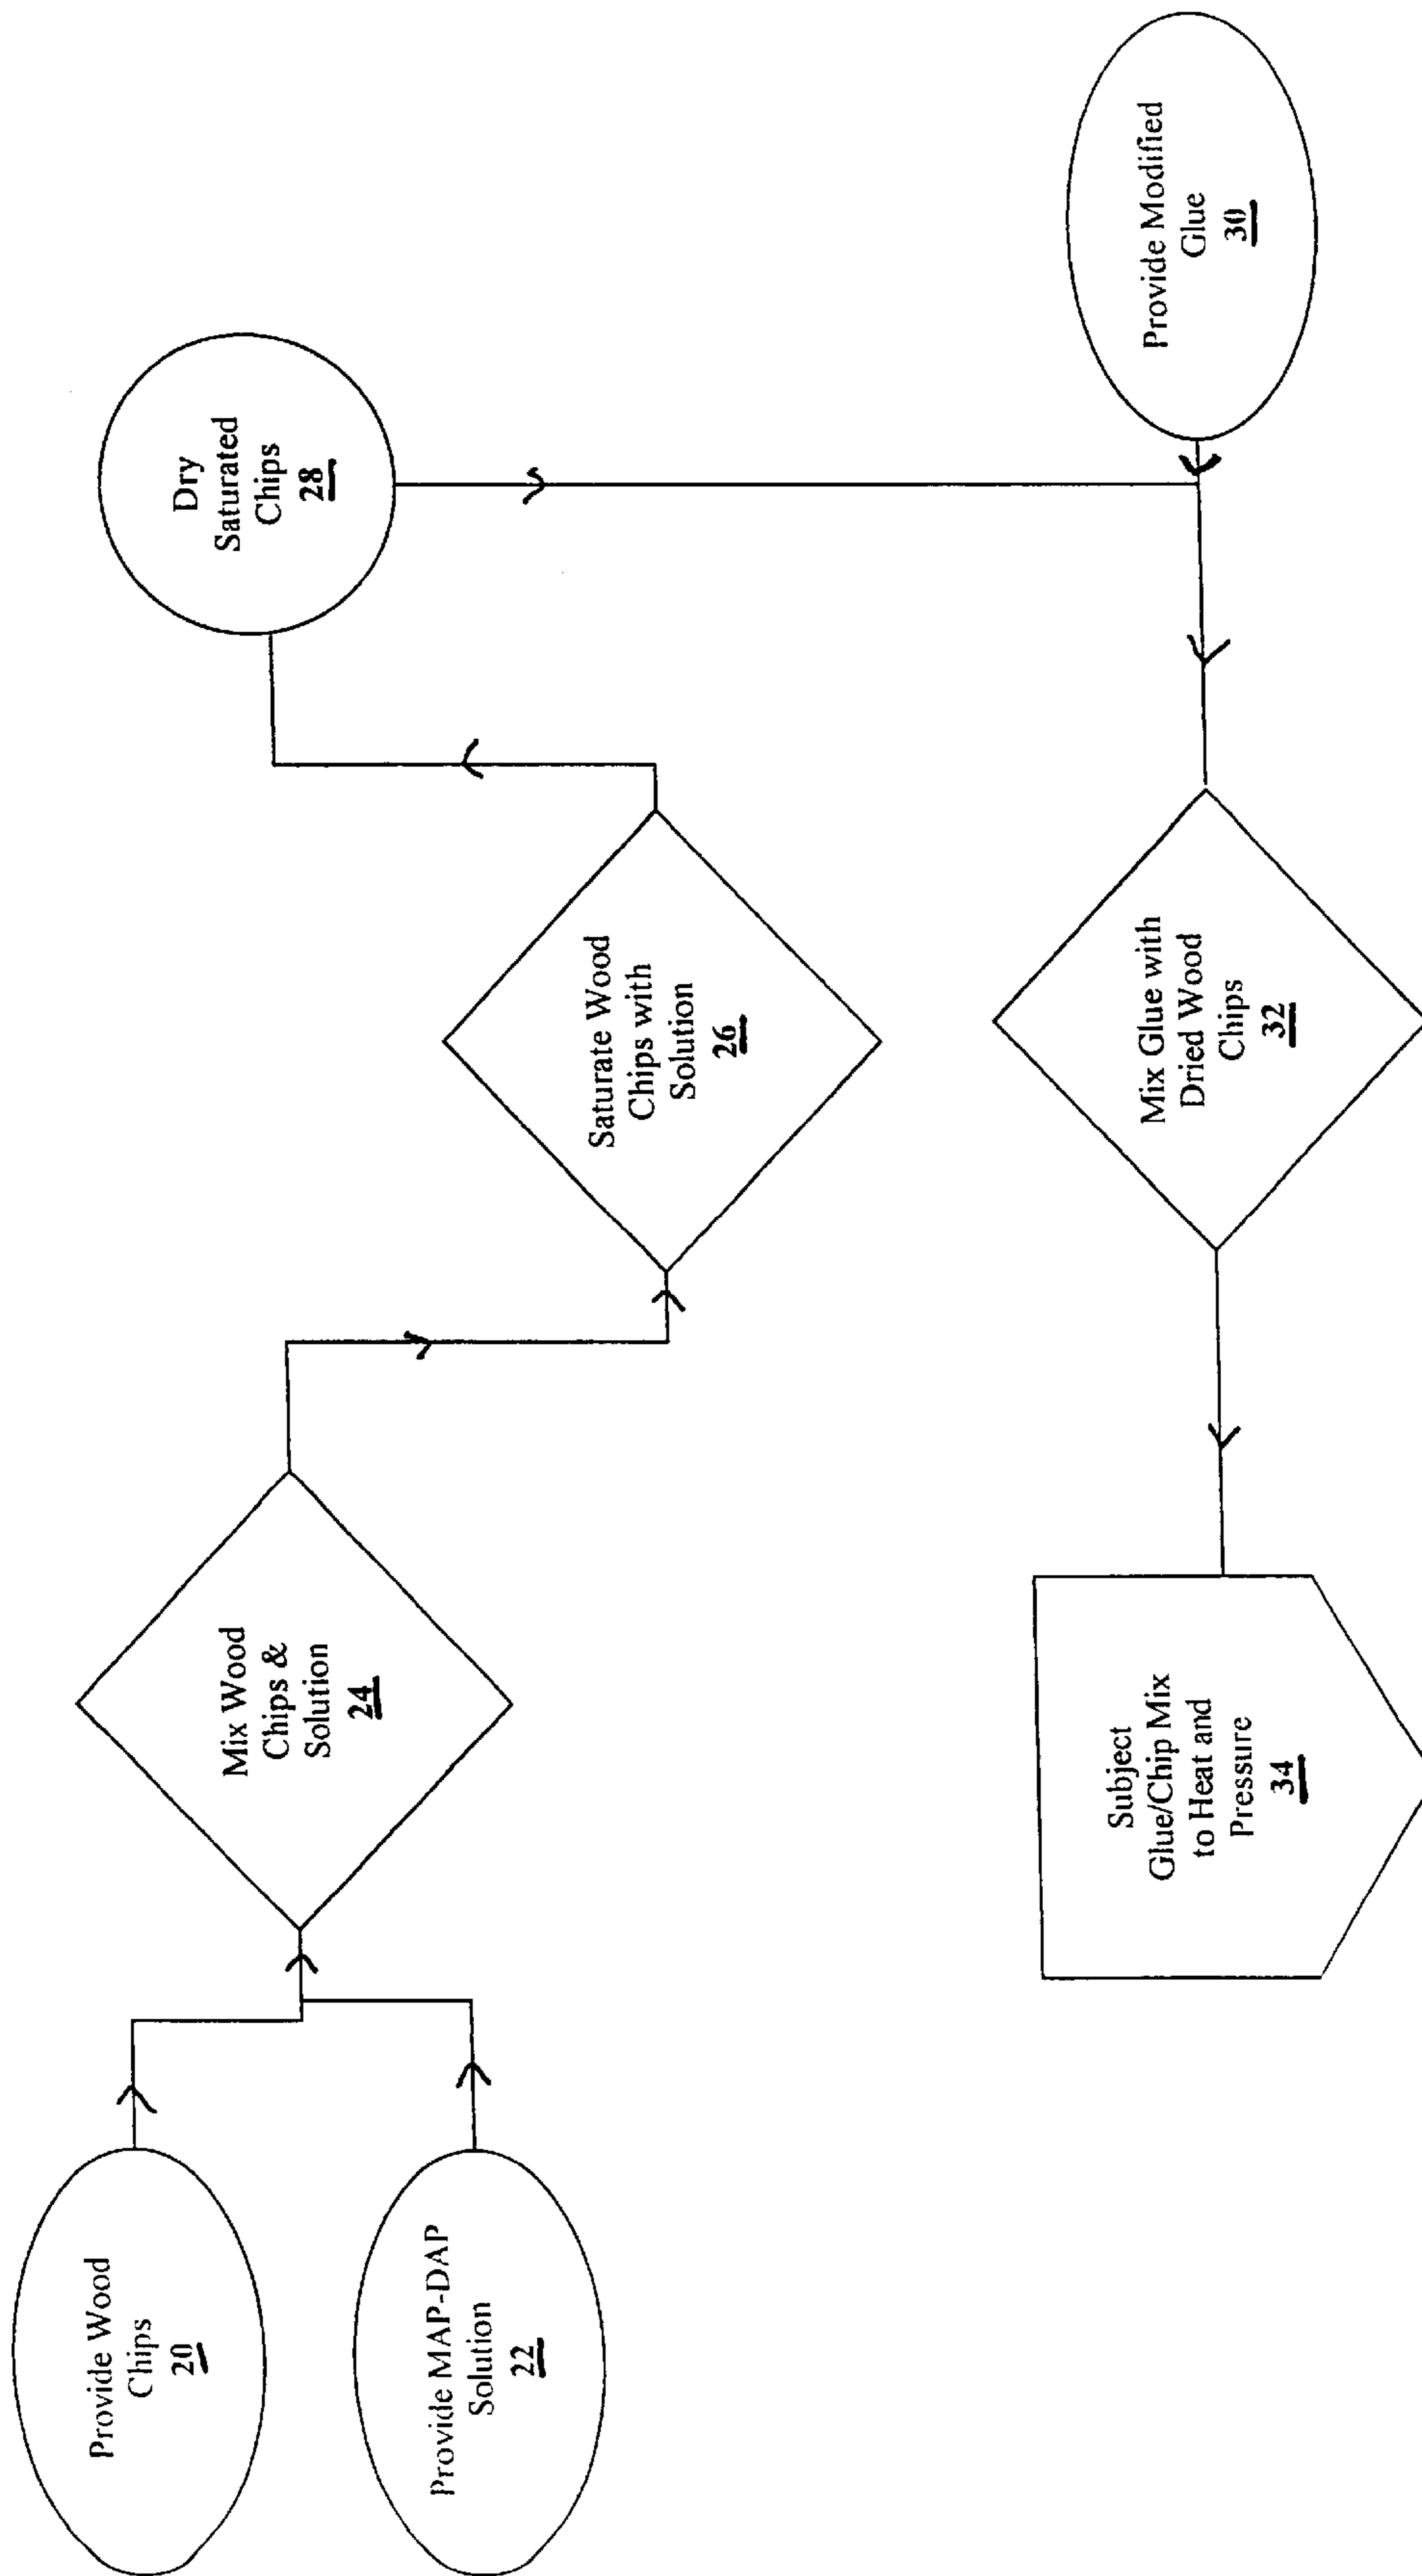 Provide Wood
Chips
20
Provide MAP-DAP
Solution
22
Mix Wood
Chips &
Solution
24
Saturate Wood
Chips with
Solution
26
Dry
Saturated
Chips
28
Provide Modified
Glue
30
Mix Glue with
Dried Wood
Chips
32
Subject
Glue/Chip Mix
to Heat and
Pressure
34